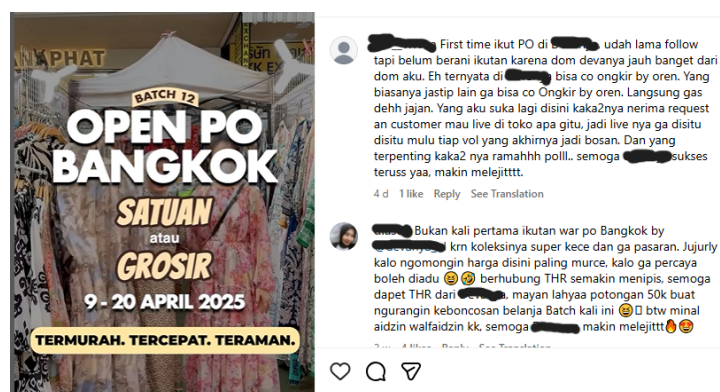 BATCH 12
OPEN PO
BANGKOK
SATUAN
atau
GROSIR
9 - 20 APRIL 2025
TERMURAH. TERCEPAT. TERAMAN.
First time ikut PO di udah lama follow
tapi belum berani ikutan karena dom devanya jauh banget dari
dom aku. Eh ternyata di bisa co ongkir by oren. Yang
biasanya jastip lain ga bisa co Ongkir by oren. Langsung gas
dehh jajan. Yang aku suka lagi disini kaka2nya nerima request
an customer mau live di toko apa gitu, jadi live nya ga disitu
disitu mulu tiap vol yang akhirnya jadi bosan. Dan yang
terpenting kaka2 nya ramahhh polll.. semoga sukses
teruss yaa, makin melejitttt.
4 d 1 like Reply See Translation
Bukan kali pertama ikutan war po Bangkok by
krn koleksinya super kece dan ga pasaran. Jujurly
kalo ngomongin harga disini paling murce, kalo ga percaya
boleh diadu 😆 🤣 berhubung THR semakin menipis, semoga
dapet THR dari , mayan lahyaa potongan 50k buat
ngurangin keboncosan belanja Batch kali ini 😆 btw minal
aidzin walfaidzin kk, semoga makin melejittt🔥😍
Reply See Translation